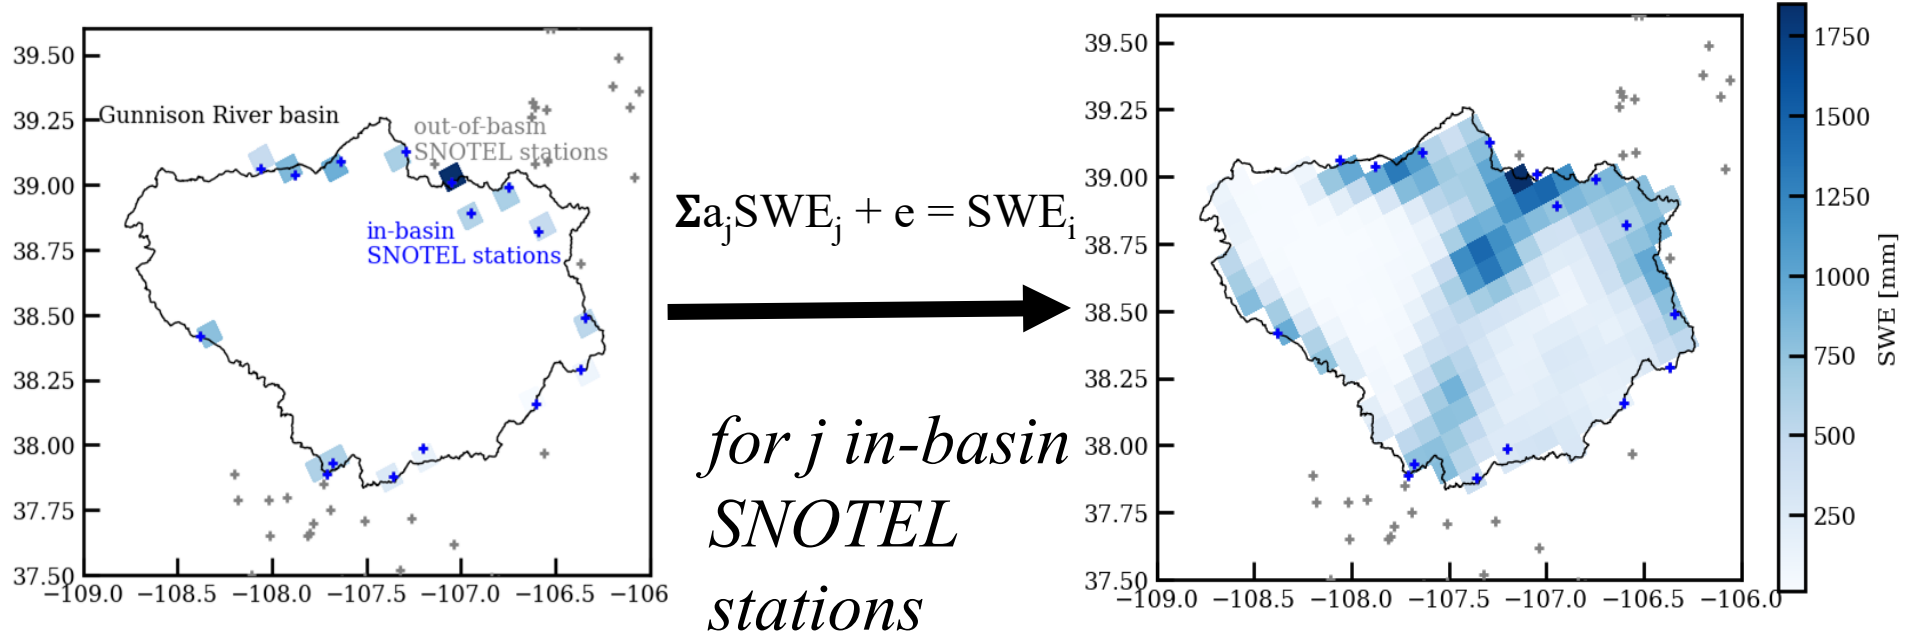 39.50
39.25
39.00
38.75
38.50
38.25
38.00
37.75
37.50
−109.0 −108.5 −108.0 −107.5 −107.0 −106.5 −106
Gunnison River basin
out-of-basin
SNOTEL stations
in-basin
SNOTEL stations
ΣajSWEj + e = SWEi
for j in-basin
SNOTEL
stations
39.50
39.25
39.00
38.75
38.50
38.25
38.00
37.75
37.50
−109.0 −108.5 −108.0 −107.5 −107.0 −106.5 −106.0
1750
1500
1250
1000
750
500
250
SWE [mm]